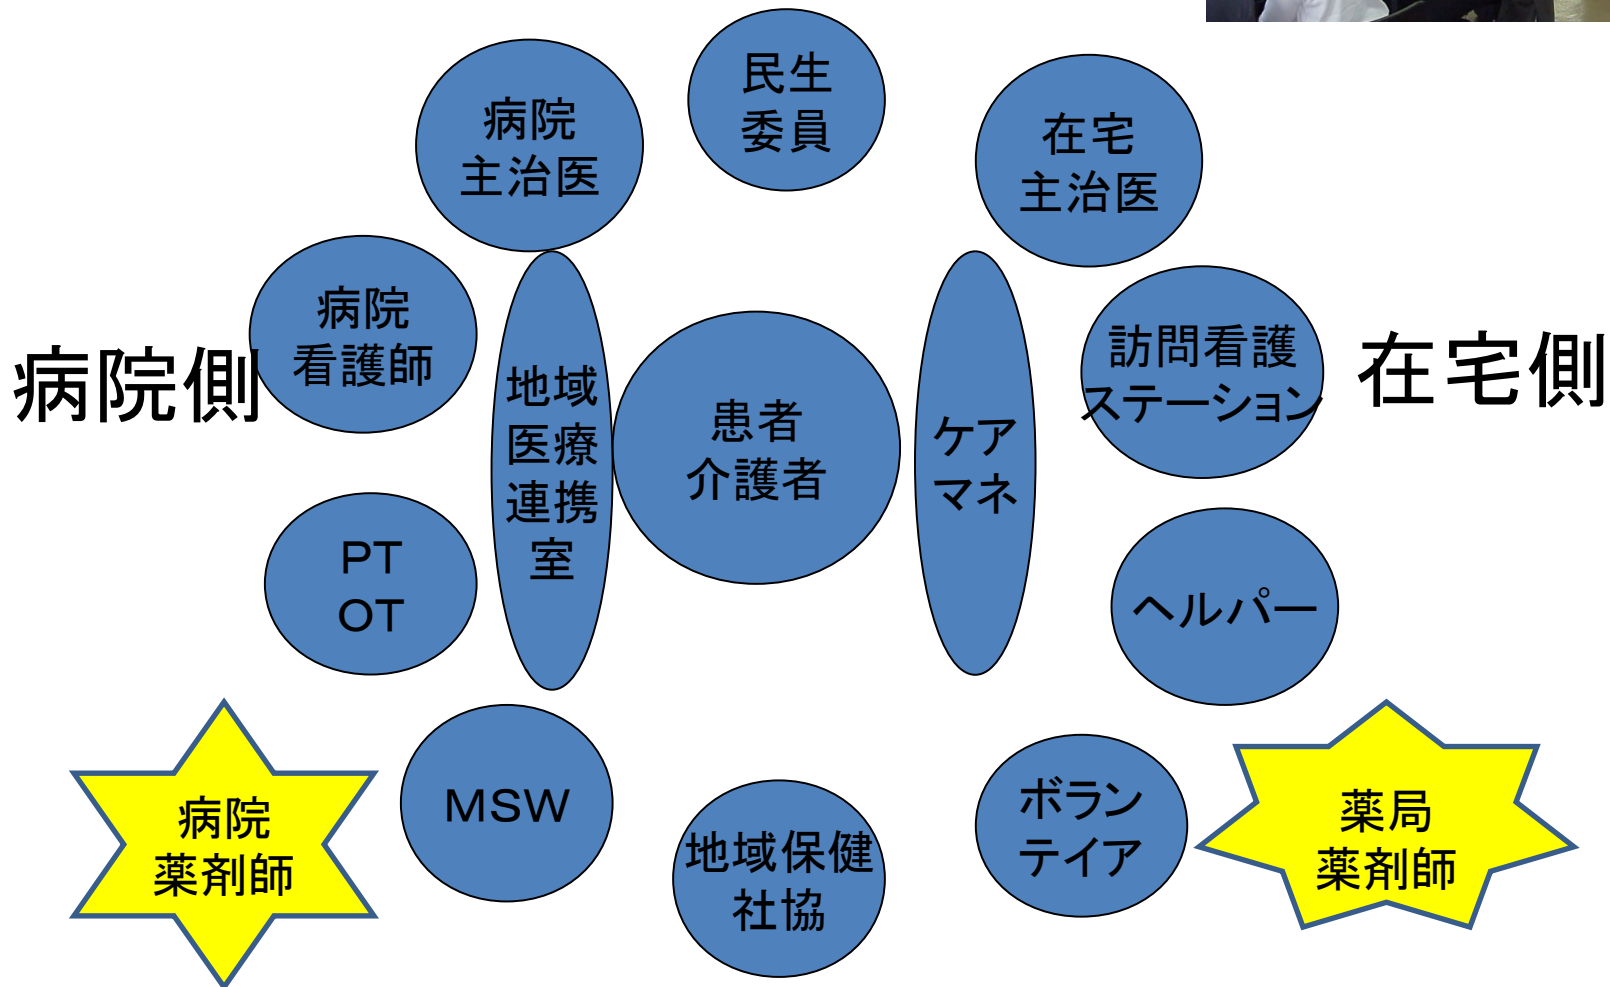 民生
委員
病院
主治医
在宅
主治医
病院
看護師
訪問看護
ステーション
病院側
在宅側
地域
医療
連携
室
患者
介護者
ケア
マネ
PT
OT
ヘルパー
病院
薬剤師
MSW
地域保健
社協
ボラン
テイア
薬局
薬剤師